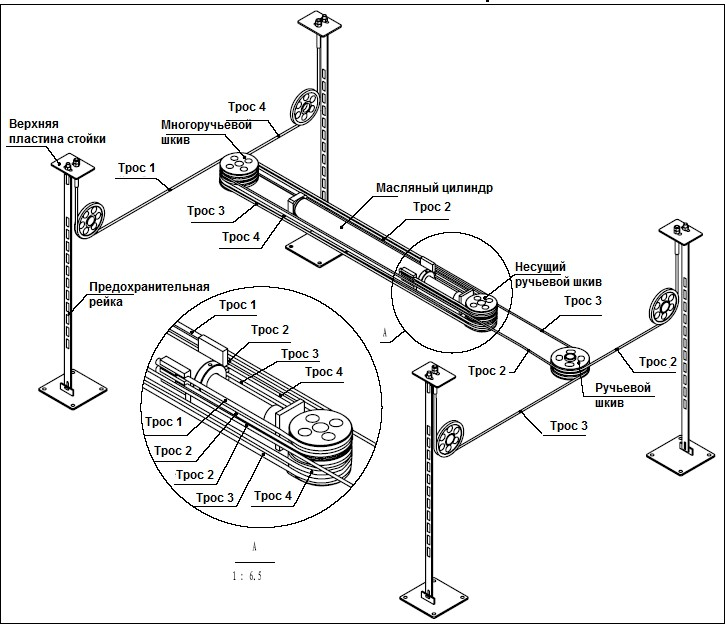 Верхняя
пластина стойки
Трос 1
Многоручьевой
шкив
Трос 4
Трос 3
Трос 4
Масляный цилиндр
Трос 2
Несущий
ручьевой шкив
Трос 3
А
Предохранительная
рейка
Трос 2
Трос 2
Ручьевой
шкив
Трос 3
Трос 1
Трос 2
Трос 3
Трос 4
Трос 1
Трос 2
Трос 2
Трос 3
Трос 4
А
1 : 6.5